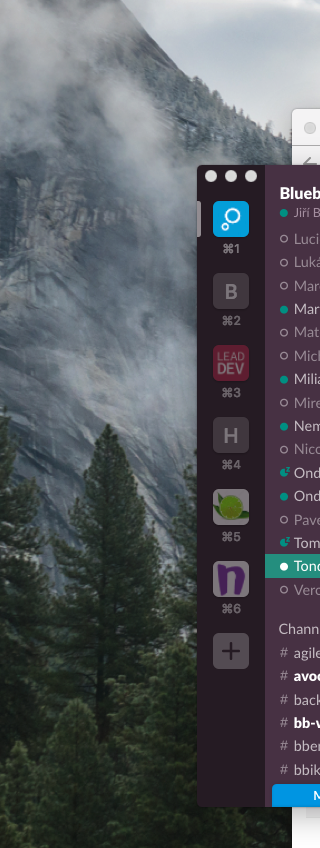 Blueb
Jiří B
⌘1
Luci
Luká
B
Mar
⌘2
Mar
Mat
LEAD
DEV
Mich
Milia
⌘3
Mire
Nem
H
Nico
⌘4
Ond
Ond
Pave
⌘5
Tom
Tono
n
Vero
⌘6
Chann
# agile
# avoc
# back
# bb-v
# bber
# bbik
M